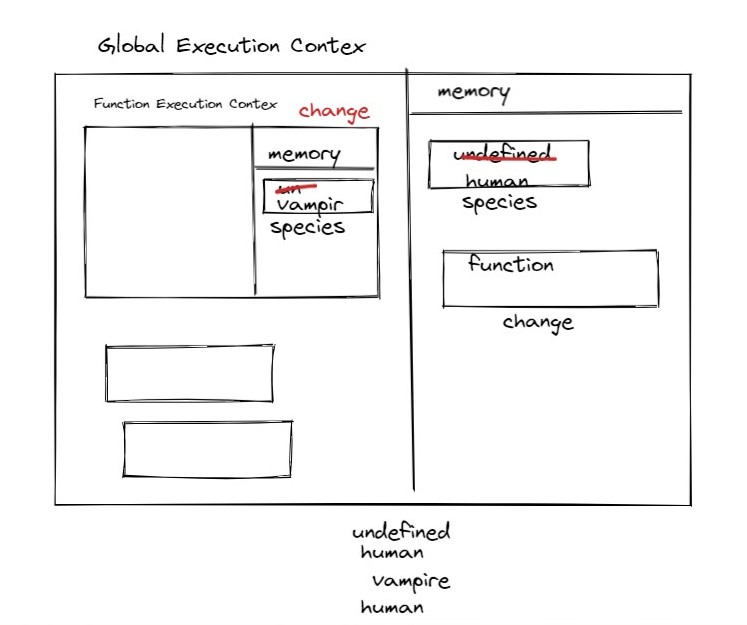 Global Execution Contex
Function Execution Contex
change
memory
un
vampir
species
memory
undefined
human
species
function
change
undefined
human
vampire
human